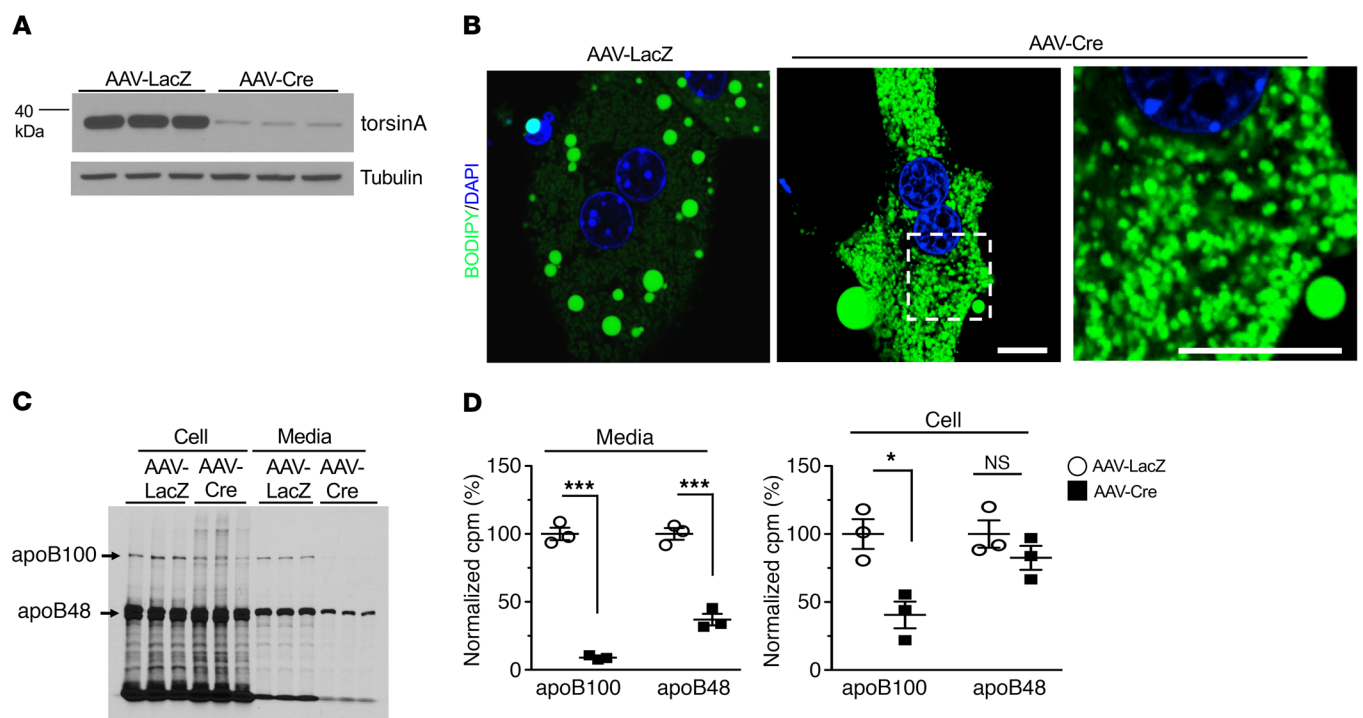 A
AAV-LacZ AAV-Cre
40
kDa
torsinA
Tubulin
B
AAV-LacZ
AAV-Cre
BODIPY/DAPI
C
Cell Media
AAV- AAV- AAV- AAV-
LacZ Cre LacZ Cre
apoB100
apoB48
D
Media
Normalized cpm (%)
150
100
50
0
*** ***
apoB100 apoB48
Cell
Normalized cpm (%)
150
100
50
0
* NS
apoB100 apoB48
AAV-LacZ
AAV-Cre